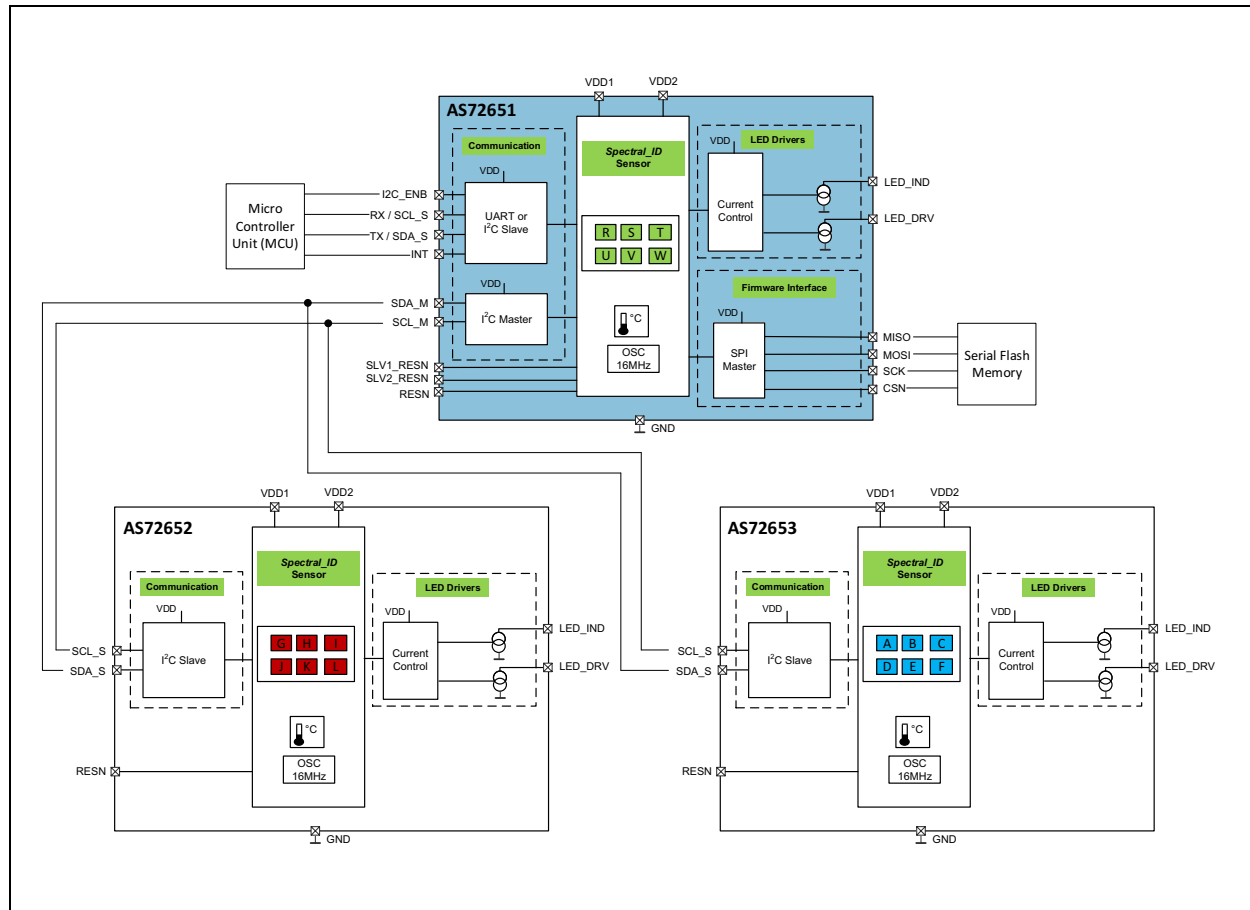 VDD1
VDD2
AS72651
Communication
VDD
UART or
I²C Slave
VDD
I²C Master
Spectral_ID
Sensor
R S T
U V W
°C
OSC
16MHz
LED Drivers
VDD
Current
Control
Firmware Interface
VDD
SPI
Master
Micro
Controller
Unit (MCU)
I2C_ENB
RX / SCL_S
TX / SDA_S
INT
SDA_M
SCL_M
SLV1_RESN
SLV2_RESN
RESN
LED_IND
LED_DRV
MISO
MOSI
SCK
CSN
Serial Flash
Memory
GND
VDD1
VDD2
AS72652
Communication
VDD
I²C Slave
Spectral_ID
Sensor
G H I
J K L
°C
OSC
16MHz
LED Drivers
VDD
Current
Control
SCL_S
SDA_S
RESN
LED_IND
LED_DRV
GND
VDD1
VDD2
AS72653
Communication
VDD
I²C Slave
Spectral_ID
Sensor
A B C
D E F
°C
OSC
16MHz
LED Drivers
VDD
Current
Control
SCL_S
SDA_S
RESN
LED_IND
LED_DRV
GND